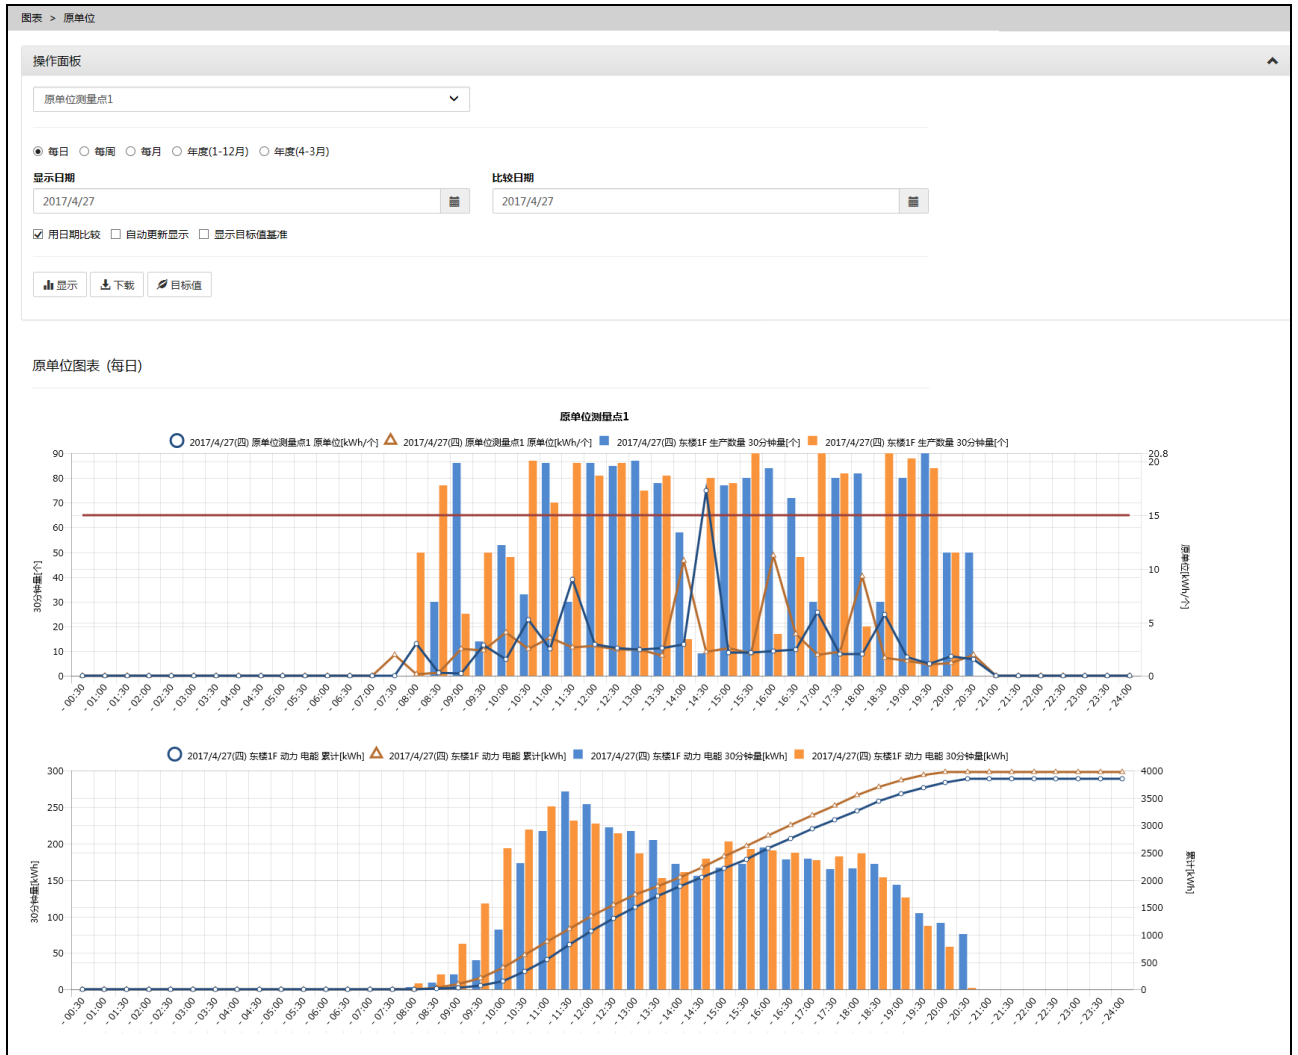 图表 > 原单位
操作面板
原单位测量点1
每日 每周 每月 年度(1-12月) 年度(4-3月)
显示日期 比较日期
2017/4/27 2017/4/27
用日期比较 自动更新显示 显示目标值基准
显示 下载 目标值
原单位图表 (每日)
原单位测量点1
2017/4/27(四) 原单位测量点1 原单位[kWh/个] 2017/4/27(四) 原单位测量点1 原单位[kWh/个] 2017/4/27(四) 东楼1F 生产数量 30分钟量[个] 2017/4/27(四) 东楼1F 生产数量 30分钟量[个]
90 20.8
20
80
70
60 15
50
40 10
30
20 5
10
0 0
30分钟量[个]
原单位[kWh/个]
- 00:30 - 01:00 - 01:30 - 02:00 - 02:30 - 03:00 - 03:30 - 04:00 - 04:30 - 05:00 - 05:30 - 06:00 - 06:30 - 07:00 - 07:30 - 08:00 - 08:30 - 09:00 - 09:30 - 10:00 - 10:30 - 11:00 - 11:30 - 12:00 - 12:30 - 13:00 - 13:30 - 14:00 - 14:30 - 15:00 - 15:30 - 16:00 - 16:30 - 17:00 - 17:30 - 18:00 - 18:30 - 19:00 - 19:30 - 20:00 - 20:30 - 21:00 - 21:30 - 22:00 - 22:30 - 23:00 - 23:30 - 24:00
2017/4/27(四) 东楼1F 动力 电能 累计[kWh] 2017/4/27(四) 东楼1F 动力 电能 累计[kWh] 2017/4/27(四) 东楼1F 动力 电能 30分钟量[kWh] 2017/4/27(四) 东楼1F 动力 电能 30分钟量[kWh]
300 4000
3500
250
3000
200
2500
150 2000
1500
100
1000
50
500
0 0
30分钟量[kWh]
累计[kWh]
- 00:30 - 01:00 - 01:30 - 02:00 - 02:30 - 03:00 - 03:30 - 04:00 - 04:30 - 05:00 - 05:30 - 06:00 - 06:30 - 07:00 - 07:30 - 08:00 - 08:30 - 09:00 - 09:30 - 10:00 - 10:30 - 11:00 - 11:30 - 12:00 - 12:30 - 13:00 - 13:30 - 14:00 - 14:30 - 15:00 - 15:30 - 16:00 - 16:30 - 17:00 - 17:30 - 18:00 - 18:30 - 19:00 - 19:30 - 20:00 - 20:30 - 21:00 - 21:30 - 22:00 - 22:30 - 23:00 - 23:30 - 24:00